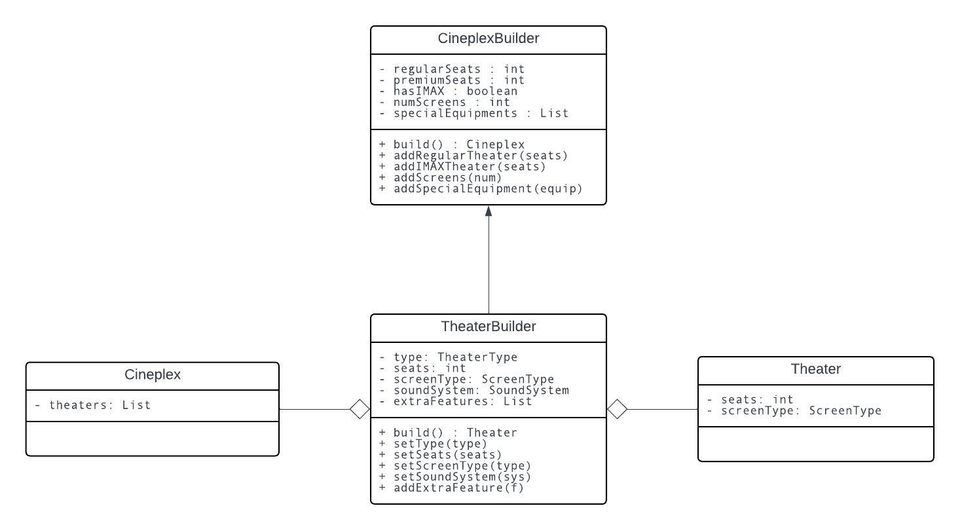 CineplexBuilder
- regularSeats : int
- premiumSeats : int
- hasIMAX : boolean
- numScreens : int
- specialEquipments : List
+ build() : Cineplex
+ addRegularTheater(seats)
+ addIMAXTheater(seats)
+ addScreens(num)
+ addSpecialEquipment(equip)
TheaterBuilder
- type: TheaterType
- seats: int
- screenType: ScreenType
- soundSystem: SoundSystem
- extraFeatures: List
+ build() : Theater
+ setType(type)
+ setSeats(seats)
+ setScreenType(type)
+ setSoundSystem(sys)
+ addExtraFeature(f)
Cineplex
- theaters: List
Theater
- seats: int
- screenType: ScreenType